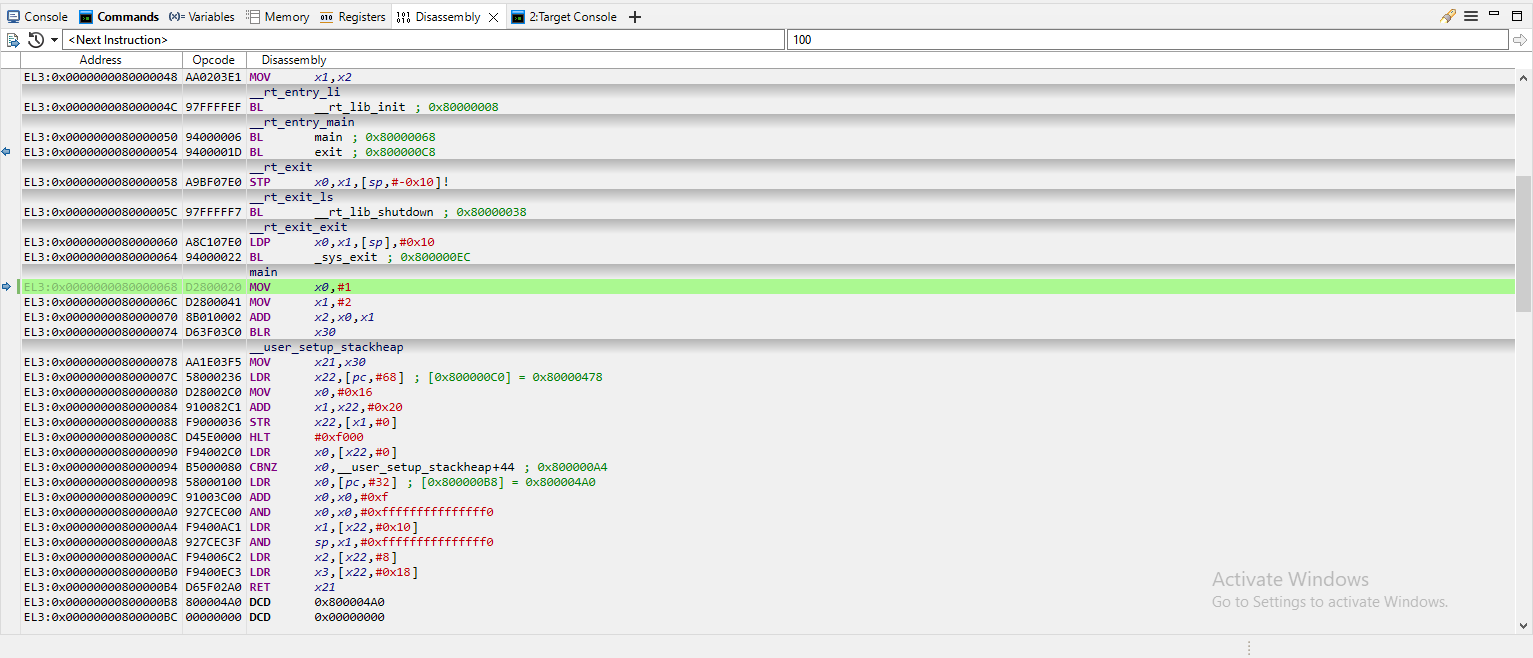 Console Commands (x)= Variables Memory 010 Registers Disassembly 2:Target Console
<Next Instruction> 100
Address Opcode Disassembly
EL3:0x0000000080000048 AA0203E1 MOV x1,x2
__rt_entry_li
EL3:0x000000008000004C 97FFFFEF BL __rt_lib_init ; 0x80000008
__rt_entry_main
EL3:0x0000000080000050 94000006 BL main ; 0x80000068
EL3:0x0000000080000054 9400001D BL exit ; 0x800000C8
__rt_exit
EL3:0x0000000080000058 A9BF07E0 STP x0,x1,[sp,#-0x10]!
__rt_exit_ls
EL3:0x000000008000005C 97FFFFF7 BL __rt_lib_shutdown ; 0x80000038
__rt_exit_exit
EL3:0x0000000080000060 A8C107E0 LDP x0,x1,[sp],#0x10
EL3:0x0000000080000064 94000022 BL _sys_exit ; 0x800000EC
main
EL3:0x0000000080000068 D2800020 MOV x0,#1
EL3:0x000000008000006C D2800041 MOV x1,#2
EL3:0x0000000080000070 8B010002 ADD x2,x0,x1
EL3:0x0000000080000074 D63F03C0 BLR x30
__user_setup_stackheap
EL3:0x0000000080000078 AA1E03F5 MOV x21,x30
EL3:0x000000008000007C 58000236 LDR x22,[pc,#68] ; [0x800000C0] = 0x80000478
EL3:0x0000000080000080 D28002C0 MOV x0,#0x16
EL3:0x0000000080000084 910082C1 ADD x1,x22,#0x20
EL3:0x0000000080000088 F9000036 STR x22,[x1,#0]
EL3:0x000000008000008C D45E0000 HLT #0xf000
EL3:0x0000000080000090 F94002C0 LDR x0,[x22,#0]
EL3:0x0000000080000094 B5000080 CBNZ x0,__user_setup_stackheap+44 ; 0x800000A4
EL3:0x0000000080000098 58000100 LDR x0,[pc,#32] ; [0x800000B8] = 0x800004A0
EL3:0x000000008000009C 91003C00 ADD x0,x0,#0xf
EL3:0x00000000800000A0 927CEC00 AND x0,x0,#0xfffffffffffffff0
EL3:0x00000000800000A4 F9400AC1 LDR x1,[x22,#0x10]
EL3:0x00000000800000A8 927CEC3F AND sp,x1,#0xfffffffffffffff0
EL3:0x00000000800000AC F94006C2 LDR x2,[x22,#8]
EL3:0x00000000800000B0 F9400EC3 LDR x3,[x22,#0x18]
EL3:0x00000000800000B4 D65F02A0 RET x21
EL3:0x00000000800000B8 800004A0 DCD 0x800004A0
EL3:0x00000000800000BC 00000000 DCD 0x00000000
Activate Windows
Go to Settings to activate Windows.